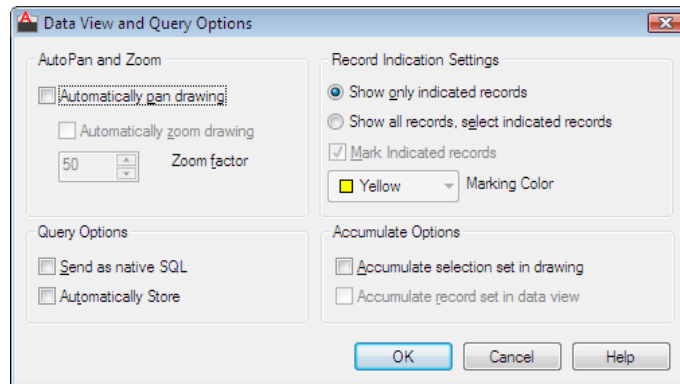 Data View and Query Options
AutoPan and Zoom
Automatically pan drawing
Automatically zoom drawing
50 Zoom factor
Record Indication Settings
Show only indicated records
Show all records, select indicated records
Mark Indicated records
Yellow Marking Color
Query Options
Send as native SQL
Automatically Store
Accumulate Options
Accumulate selection set in drawing
Accumulate record set in data view
OK Cancel Help